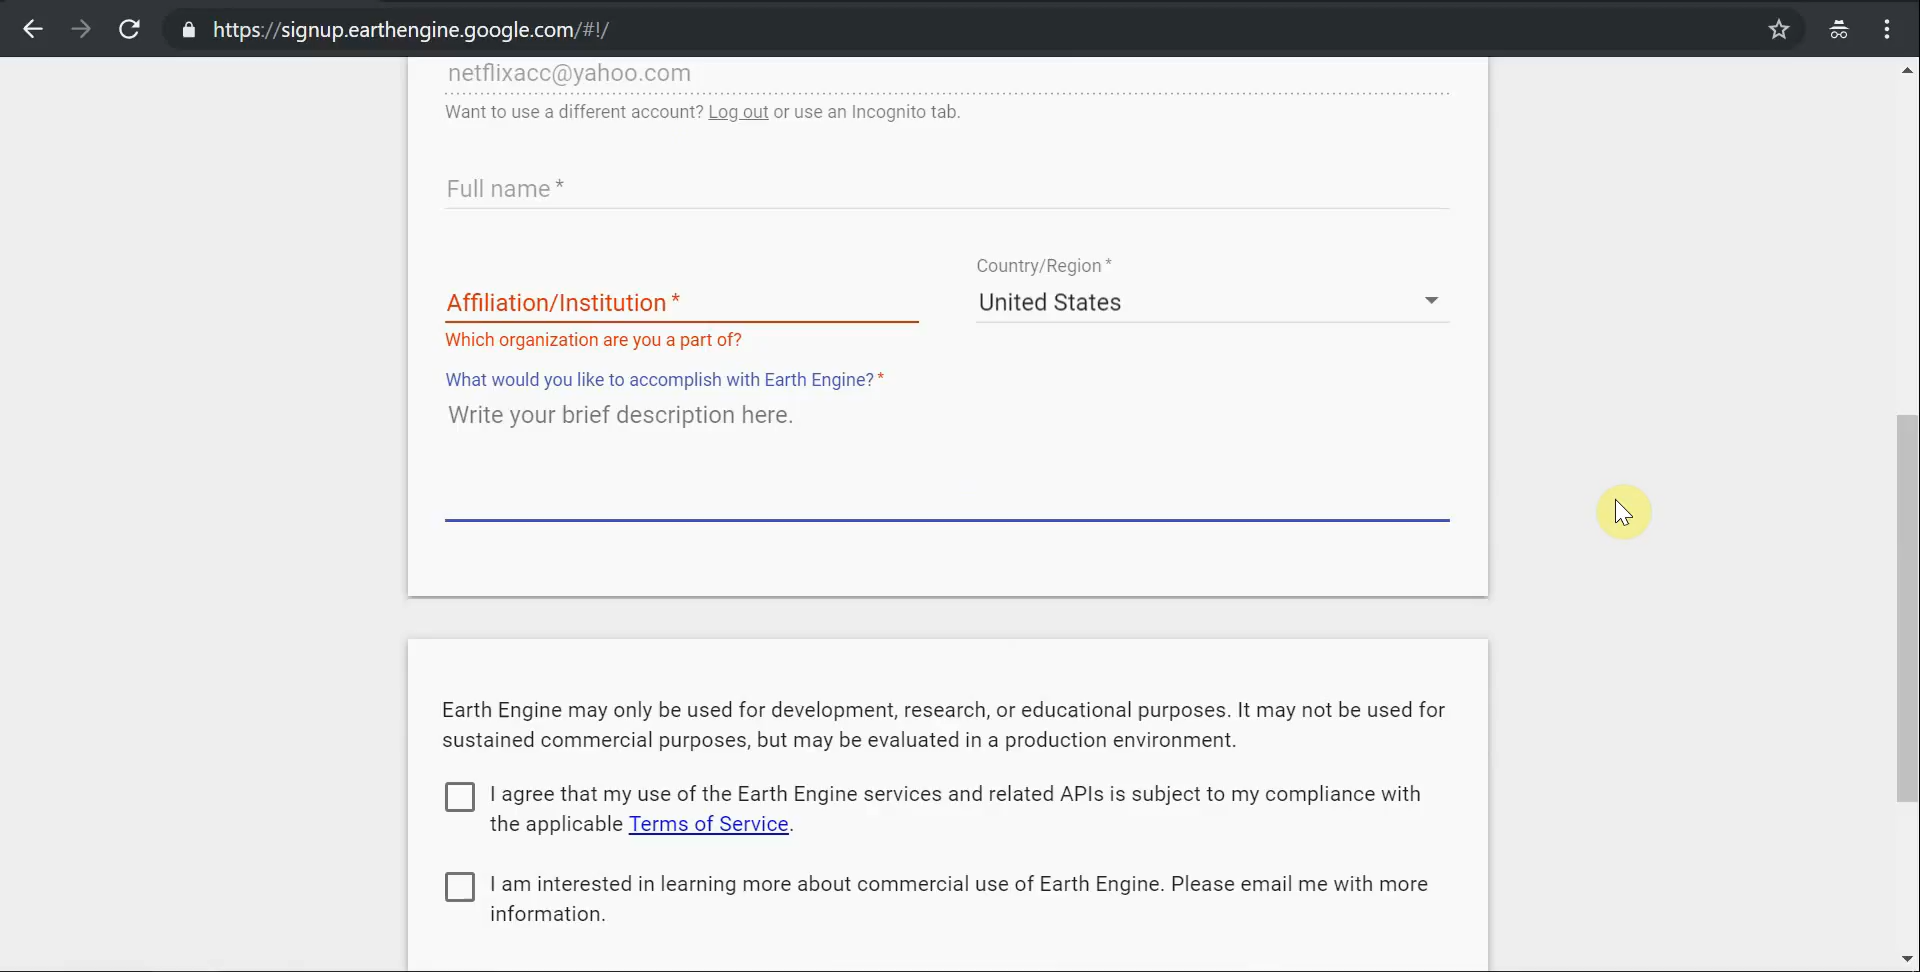 https://signup.earthengine.google.com/#!/
netflixacc@yahoo.com
Want to use a different account? Log out or use an Incognito tab.
Full name *
Country/Region *
Affiliation/Institution *
United States
Which organization are you a part of?
What would you like to accomplish with Earth Engine? *
Write your brief description here.
Earth Engine may only be used for development, research, or educational purposes. It may not be used for
sustained commercial purposes, but may be evaluated in a production environment.
I agree that my use of the Earth Engine services and related APIs is subject to my compliance with
the applicable Terms of Service.
I am interested in learning more about commercial use of Earth Engine. Please email me with more
information.